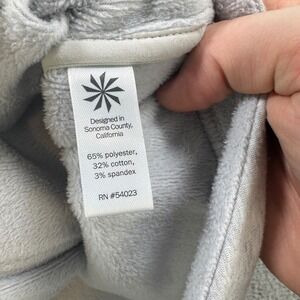 Designed in
Sonoma County,
California
65% polyester,
32% cotton,
3% spandex
RN #54023